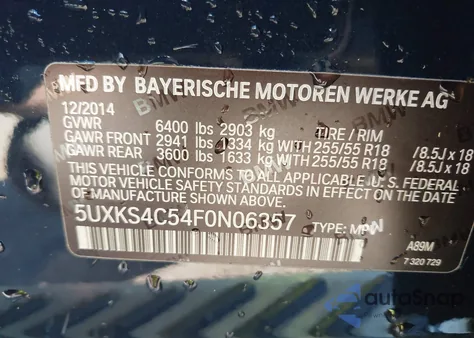 MFD BY BAYERISCHE MOTOREN WERKE AG
12/2014
GVWR 6400 lbs 2903 kg TIRE / RIM
GAWR FRONT 2941 lbs 1334 kg WITH 255/55 R18 /8.5J x 18
GAWR REAR 3600 lbs 1633 kg WITH 255/55 R18 /8.5J x 18
THIS VEHICLE CONFORMS TO ALL APPLICABLE U. S. FEDERAL
MOTOR VEHICLE SAFETY STANDARDS IN EFFECT ON THE DATE
OF MANUFACTURE SHOWN ABOVE.
5UXKS4C54F0N06357 TYPE: MPV
A89M
7 320 729
autoSnap